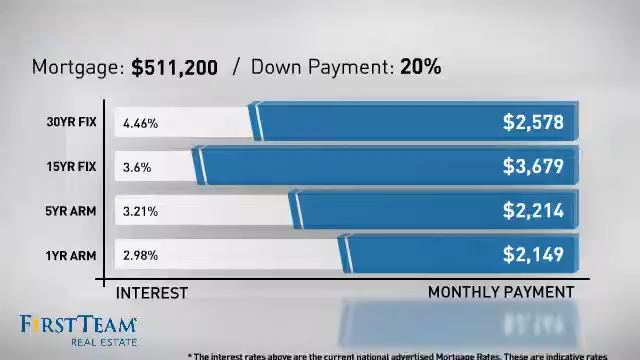 Mortgage: $511,200 / Down Payment: 20%
30YR FIX 4.46% $2,578
15YR FIX 3.6% $3,679
5YR ARM 3.21% $2,214
1YR ARM 2.98% $2,149
INTEREST MONTHLY PAYMENT
FIRSTTEAM®
REAL ESTATE
* The interest rates above are the current national advertised Mortgage Rates. These are indicative rates